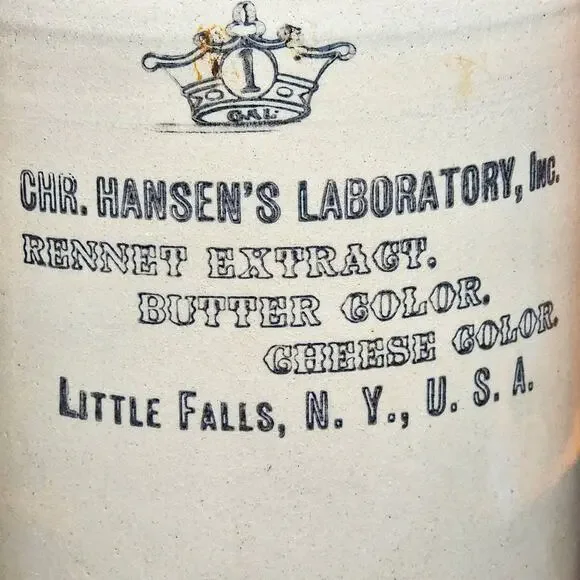 1
GAL.
CHR. HANSEN'S LABORATORY, INC.
RENNET EXTRACT.
BUTTER COLOR.
CHEESE COLOR.
LITTLE FALLS, N. Y., U. S. A.